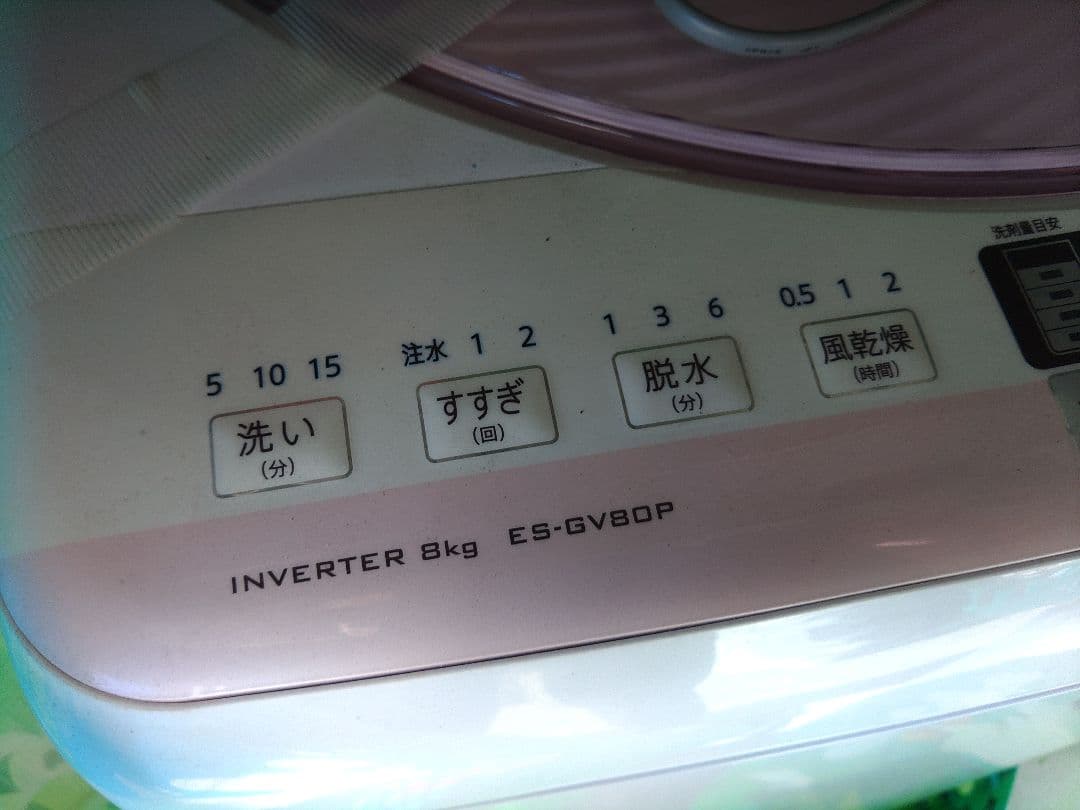 洗剤量目安
5 10 15
洗い
(分)
注水 1 2
すすぎ
(回)
1 3 6
脱水
(分)
0.5 1 2
風乾燥
(時間)
INVERTER 8kg ES-GV80P